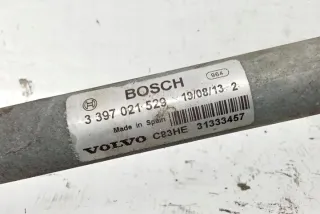 BOSCH
964
3 397 021 529 19/08/13 2
Made in Spain
VOLVO C83HE 31333457